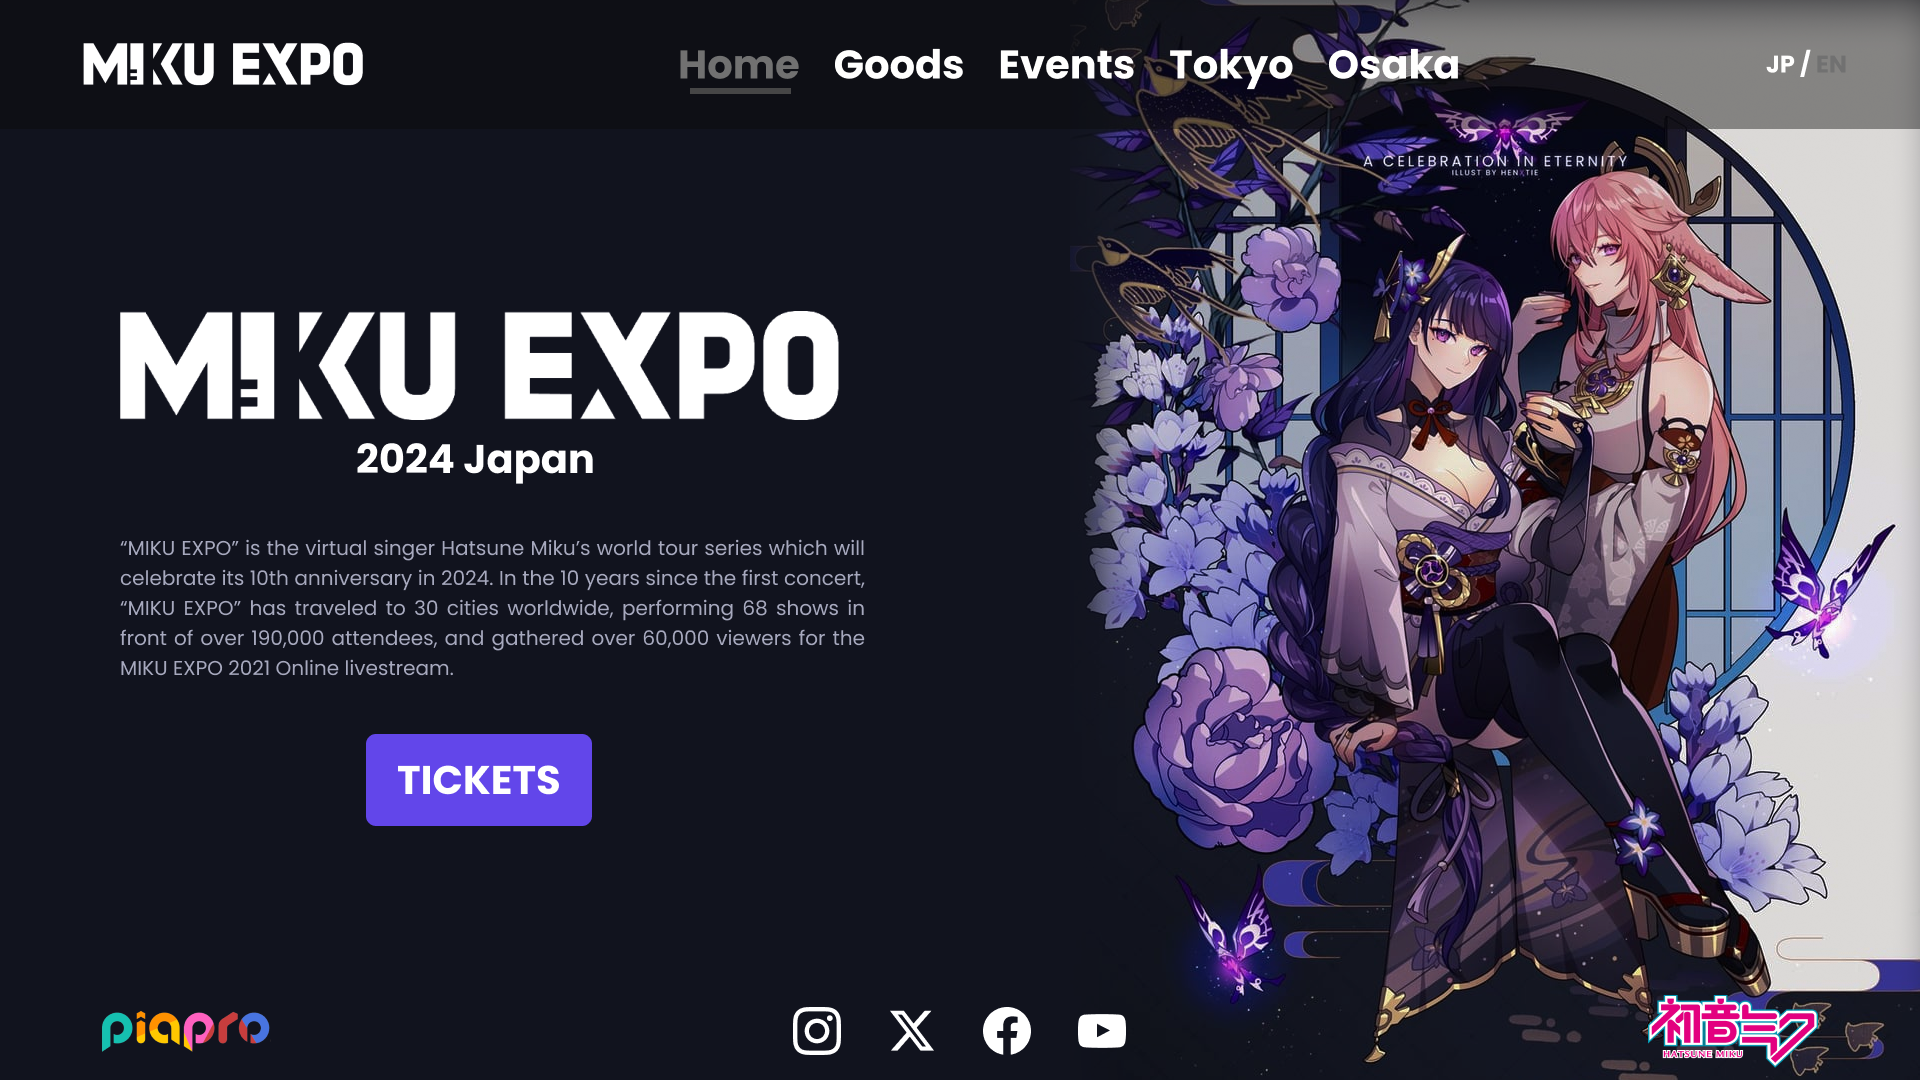 MIKU EXPO
Home Goods Events Tokyo Osaka
JP / EN
A CELEBRATION IN ETERNITY
ILLUST BY HENXTIE
MIKU EXPO
2024 Japan
“MIKU EXPO” is the virtual singer Hatsune Miku’s world tour series which will
celebrate its 10th anniversary in 2024. In the 10 years since the first concert,
“MIKU EXPO” has traveled to 30 cities worldwide, performing 68 shows in
front of over 190,000 attendees, and gathered over 60,000 viewers for the
MIKU EXPO 2021 Online livestream.
TICKETS
piapro
初音ミク
HATSUNE MIKU